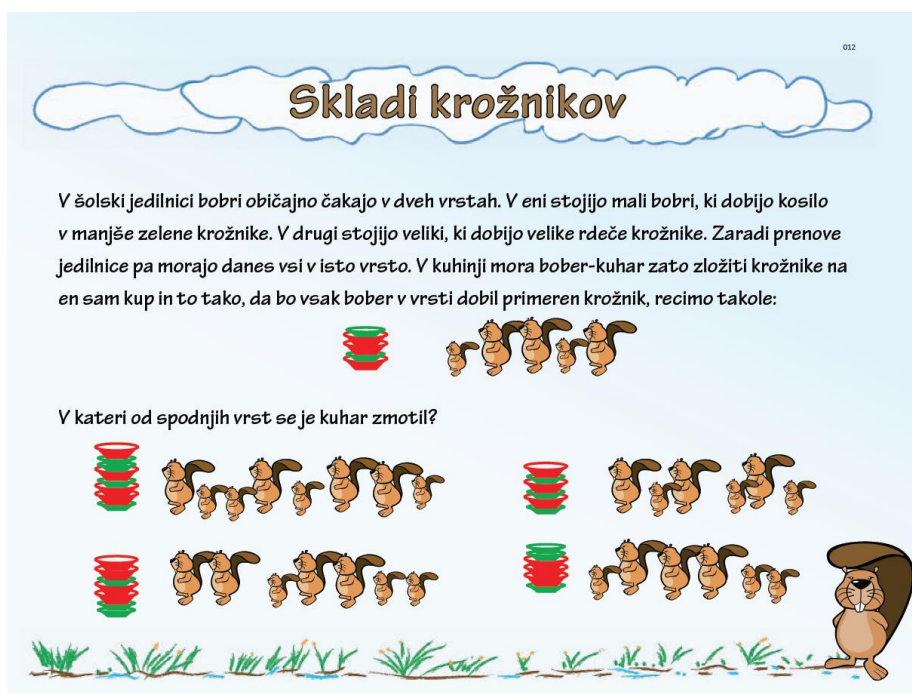 012
Skladi krožnikov
V šolski jedilnici bobri običajno čakajo v dveh vrstah. V eni stojijo mali bobri, ki dobijo kosilo
v manjše zelene krožnike. V drugi stojijo veliki, ki dobijo velike rdeče krožnike. Zaradi prenove
jedilnice pa morajo danes vsi v isto vrsto. V kuhinji mora bober-kuhar zato zložiti krožnike na
en sam kup in to tako, da bo vsak bober v vrsti dobil primeren krožnik, recimo takole:
V kateri od spodnjih vrst se je kuhar zmotil?